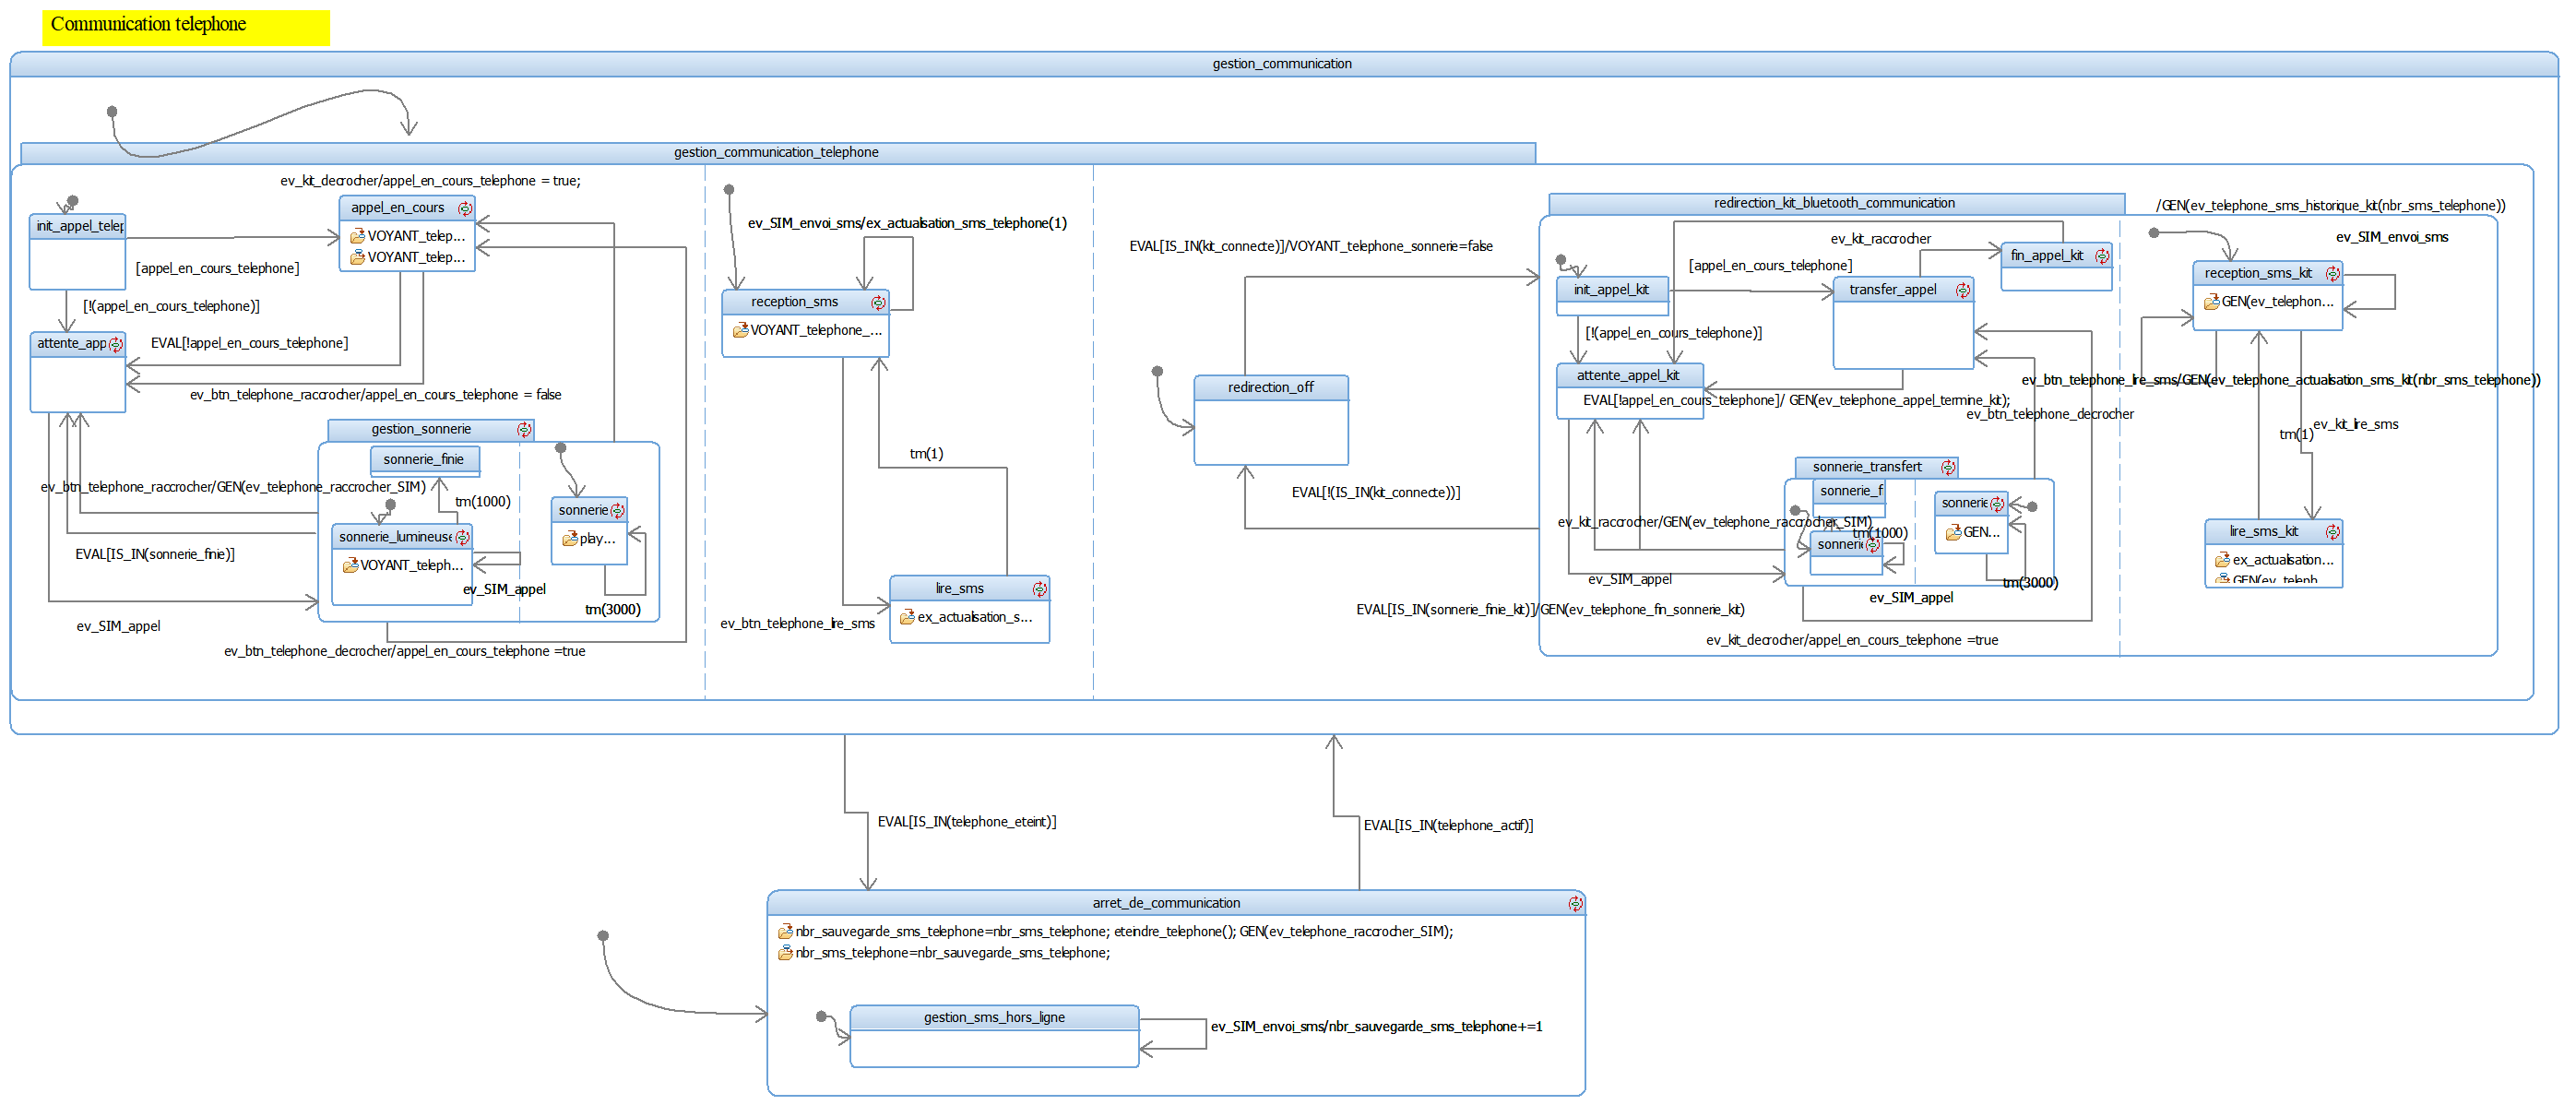 Communication telephone
gestion_communication
gestion_communication_telephone
ev_kit_decrocher/appel_en_cours_telephone = true;
init_appel_telep
appel_en_cours
VOYANT_telep...
VOYANT_telep...
[appel_en_cours_telephone]
[!(appel_en_cours_telephone)]
attente_app
EVAL[!appel_en_cours_telephone]
ev_btn_telephone_raccrocher/appel_en_cours_telephone = false
gestion_sonnerie
sonnerie_finie
ev_btn_telephone_raccrocher/GEN(ev_telephone_raccrocher_SIM)
tm(1000)
sonnerie_lumineuse
VOYANT_teleph...
sonnerie
play...
EVAL[IS_IN(sonnerie_finie)]
ev_SIM_appel
tm(3000)
ev_SIM_appel
ev_btn_telephone_decrocher/appel_en_cours_telephone =true
ev_SIM_envoi_sms/ex_actualisation_sms_telephone(1)
reception_sms
VOYANT_telephone_...
tm(1)
lire_sms
ex_actualisation_s...
ev_btn_telephone_lire_sms
EVAL[IS_IN(kit_connecte)]/VOYANT_telephone_sonnerie=false
redirection_off
EVAL[!(IS_IN(kit_connecte))]
redirection_kit_bluetooth_communication
ev_kit_raccrocher
fin_appel_kit
[appel_en_cours_telephone]
init_appel_kit
transfer_appel
[!(appel_en_cours_telephone)]
attente_appel_kit
EVAL[!appel_en_cours_telephone]/ GEN(ev_telephone_appel_termine_kit);
ev_btn_telephone_decrocher
sonnerie_transfert
sonnerie_f
sonnerie
GEN...
ev_kit_raccrocher/GEN(ev_telephone_raccrocher_SIM)
tm(1000)
sonneri
ev_SIM_appel
tm(3000)
ev_SIM_appel
EVAL[IS_IN(sonnerie_finie_kit)]/GEN(ev_telephone_fin_sonnerie_kit)
ev_kit_decrocher/appel_en_cours_telephone =true
/GEN(ev_telephone_sms_historique_kit(nbr_sms_telephone))
ev_SIM_envoi_sms
reception_sms_kit
GEN(ev_telephon...
ev_btn_telephone_lire_sms/GEN(ev_telephone_actualisation_sms_kit(nbr_sms_telephone))
ev_kit_lire_sms
tm(1)
lire_sms_kit
ex_actualisation...
GEN(ev_teleph
EVAL[IS_IN(telephone_eteint)]
EVAL[IS_IN(telephone_actif)]
arret_de_communication
nbr_sauvegarde_sms_telephone=nbr_sms_telephone; eteindre_telephone(); GEN(ev_telephone_raccrocher_SIM);
nbr_sms_telephone=nbr_sauvegarde_sms_telephone;
gestion_sms_hors_ligne
ev_SIM_envoi_sms/nbr_sauvegarde_sms_telephone+=1